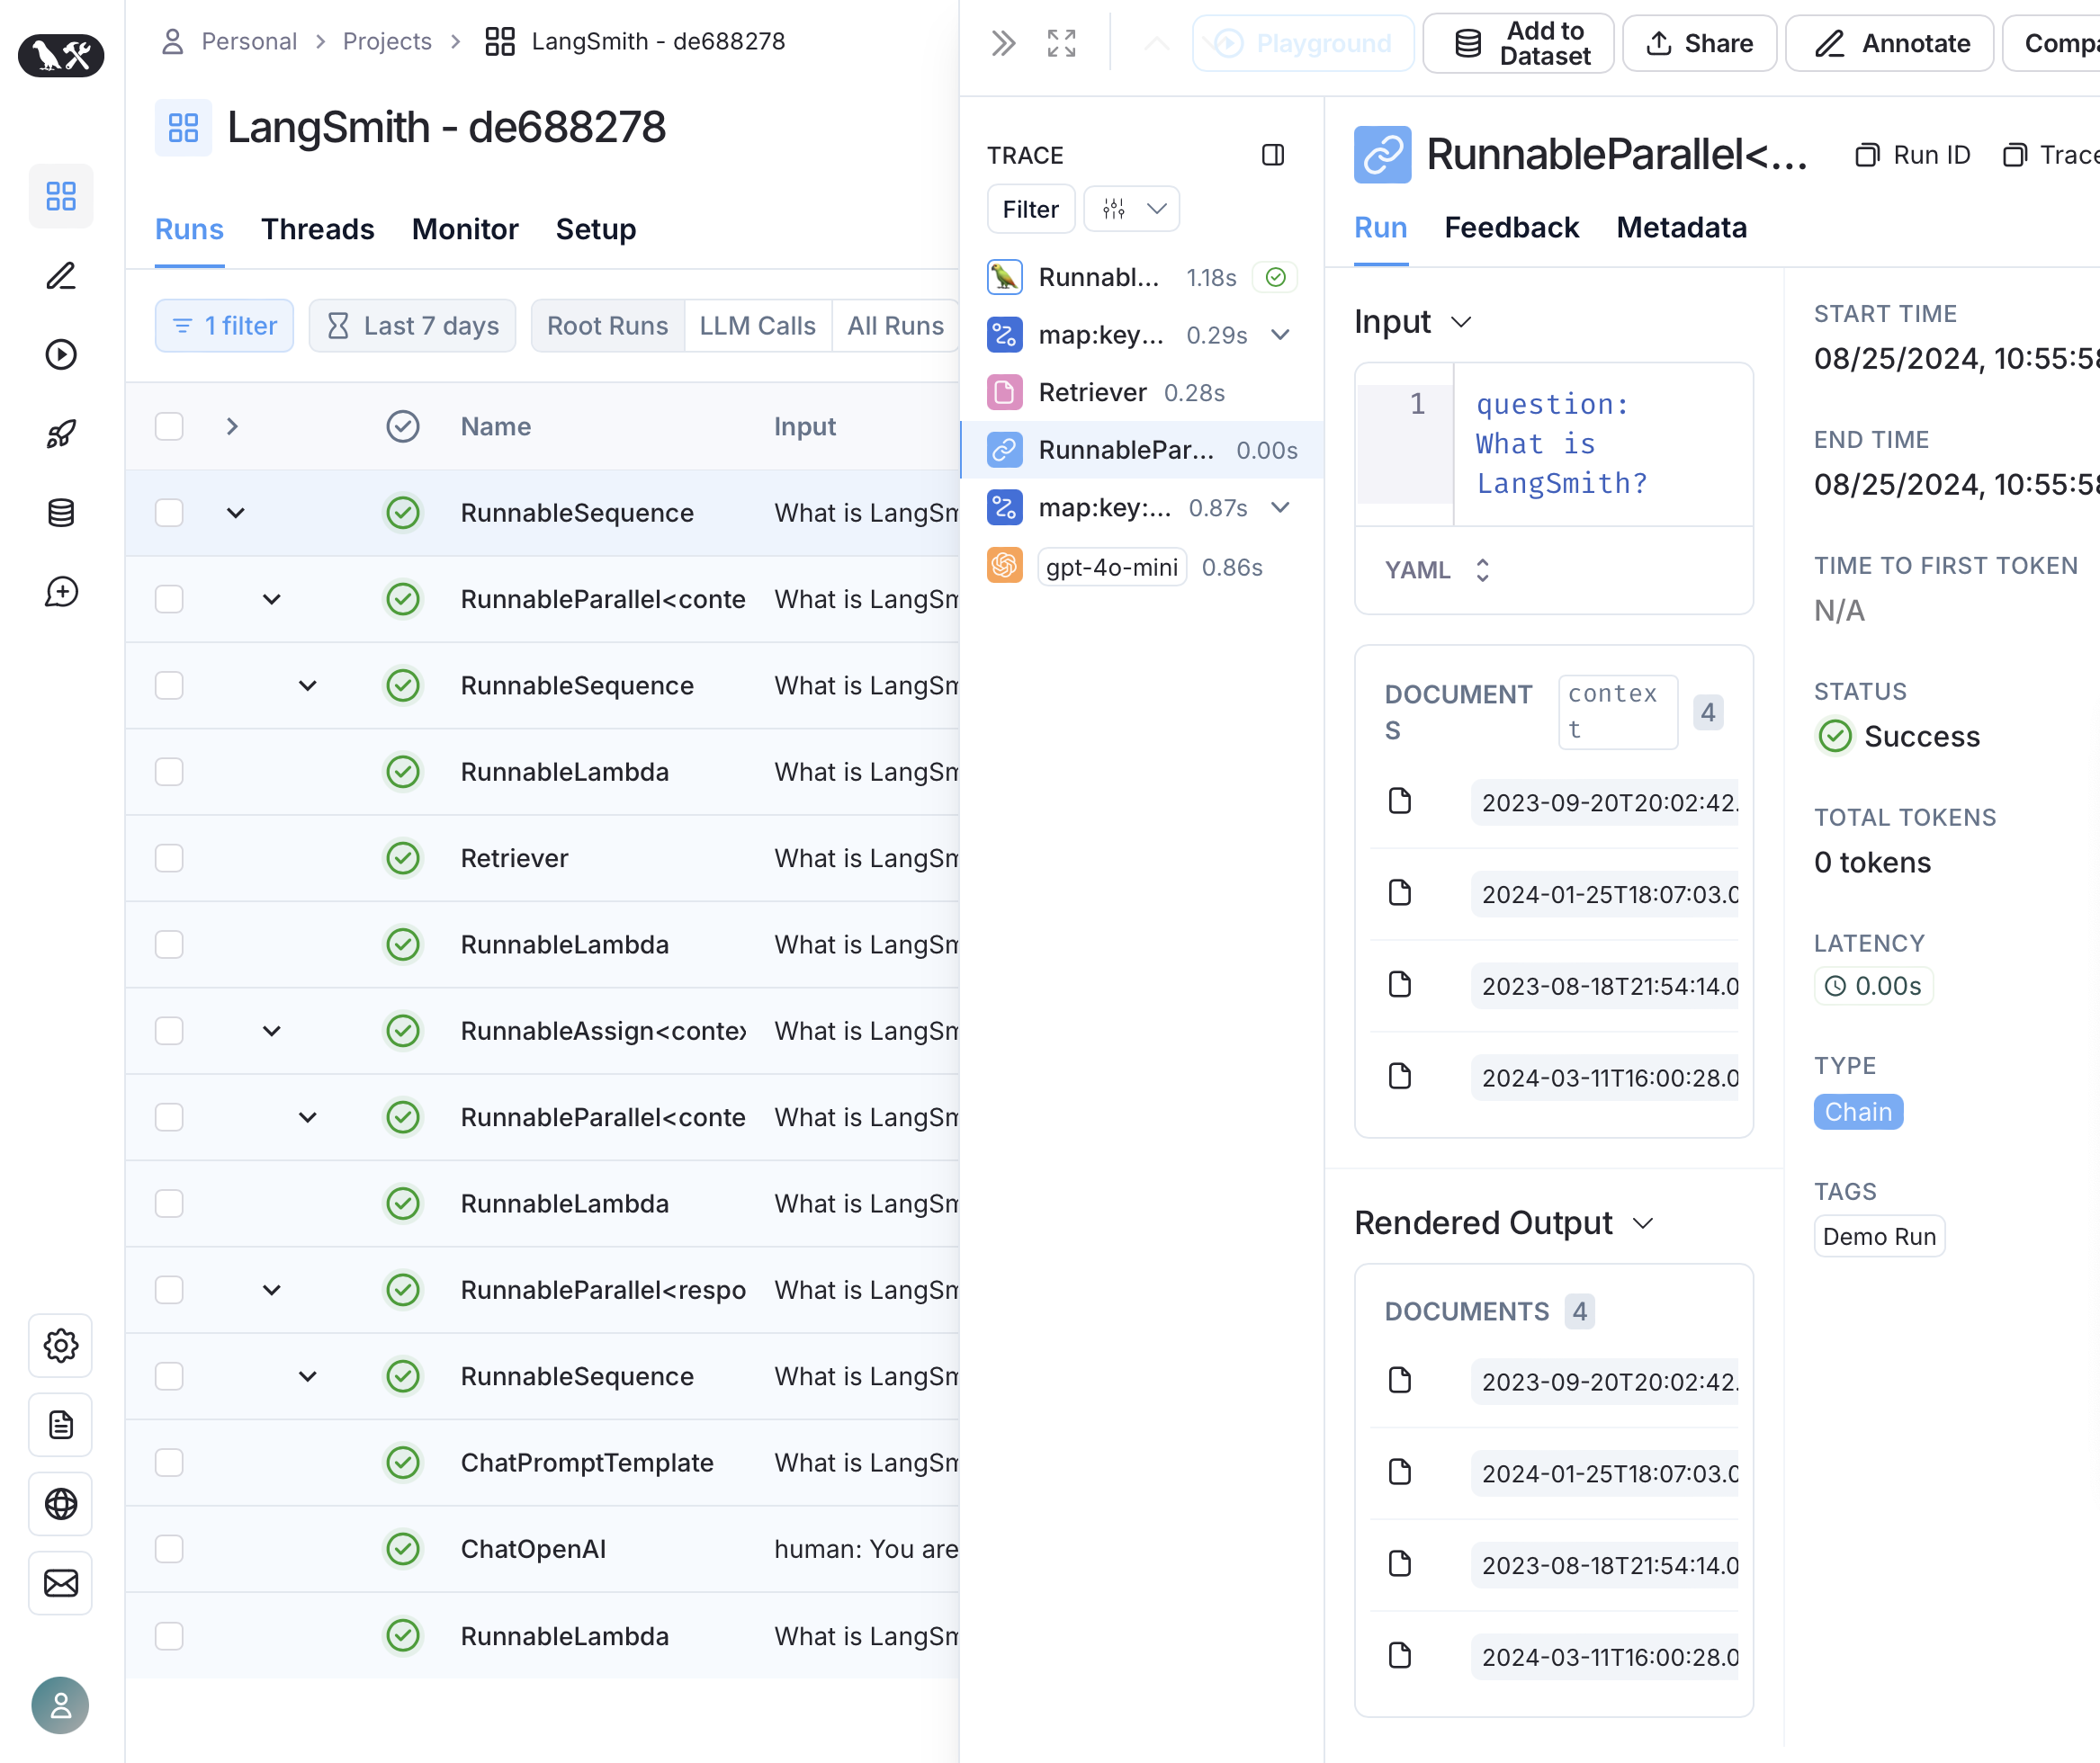 Personal
Projects
LangSmith - de688278
LangSmith - de688278
Runs
Threads
Monitor
Setup
1 filter
Last 7 days
Root Runs
LLM Calls
All Runs
Name
Input
RunnableSequence
What is LangSm
RunnableParallel<conte
What is LangSm
RunnableSequence
What is LangSm
RunnableLambda
What is LangSm
Retriever
What is LangSm
RunnableLambda
What is LangSm
RunnableAssign<contex
What is LangSm
RunnableParallel<conte
What is LangSm
RunnableLambda
What is LangSm
RunnableParallel<respo
What is LangSm
RunnableSequence
What is LangSm
ChatPromptTemplate
What is LangSm
ChatOpenAI
human: You are
RunnableLambda
What is LangSm
Playground
Add to
Dataset
Share
Annotate
Compa
TRACE
Filter
Runnabl...
1.18s
map:key...
0.29s
Retriever
0.28s
RunnablePar...
0.00s
map:key:...
0.87s
gpt-4o-mini
0.86s
RunnableParallel<...
Run ID
Trace
Run
Feedback
Metadata
Input
1
question:
What is
LangSmith?
YAML
DOCUMENT
S
contex
t
4
2023-09-20T20:02:42.
2024-01-25T18:07:03.0
2023-08-18T21:54:14.0
2024-03-11T16:00:28.0
Rendered Output
DOCUMENTS
4
2023-09-20T20:02:42.
2024-01-25T18:07:03.0
2023-08-18T21:54:14.0
2024-03-11T16:00:28.0
START TIME
08/25/2024, 10:55:58
END TIME
08/25/2024, 10:55:58
TIME TO FIRST TOKEN
N/A
STATUS
Success
TOTAL TOKENS
0 tokens
LATENCY
0.00s
TYPE
Chain
TAGS
Demo Run